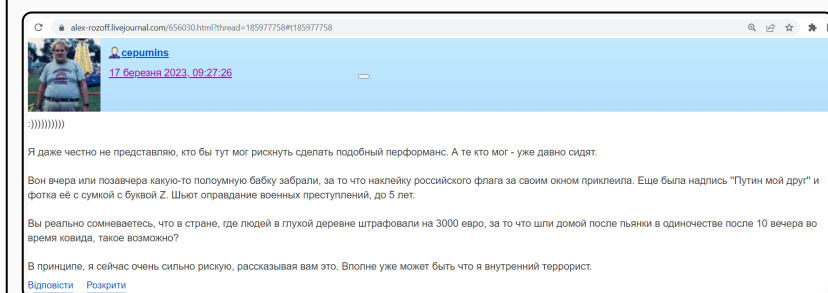 alex-rozoff.livejournal.com/656030.html?thread=185977758#t185977758
cepumins
17 березня 2023, 09:27:26
:))))))))))
Я даже честно не представляю, кто бы тут мог рискнуть сделать подобный перформанс. А те кто мог - уже давно сидят.
Вон вчера или позавчера какую-то полоумную бабку забрали, за то что наклейку российского флага за своим окном приклеила. Еще была надпись "Путин мой друг" и
фотка её с сумкой с буквой Z. Шьют оправдание военных преступлений, до 5 лет.
Вы реально сомневаетесь, что в стране, где людей в глухой деревне штрафовали на 3000 евро, за то что шли домой после пьянки в одиночестве после 10 вечера во
время ковида, такое возможно?
В принципе, я сейчас очень сильно рискую, рассказывая вам это. Вполне уже может быть что я внутренний террорист.
Відповісти Розкрити